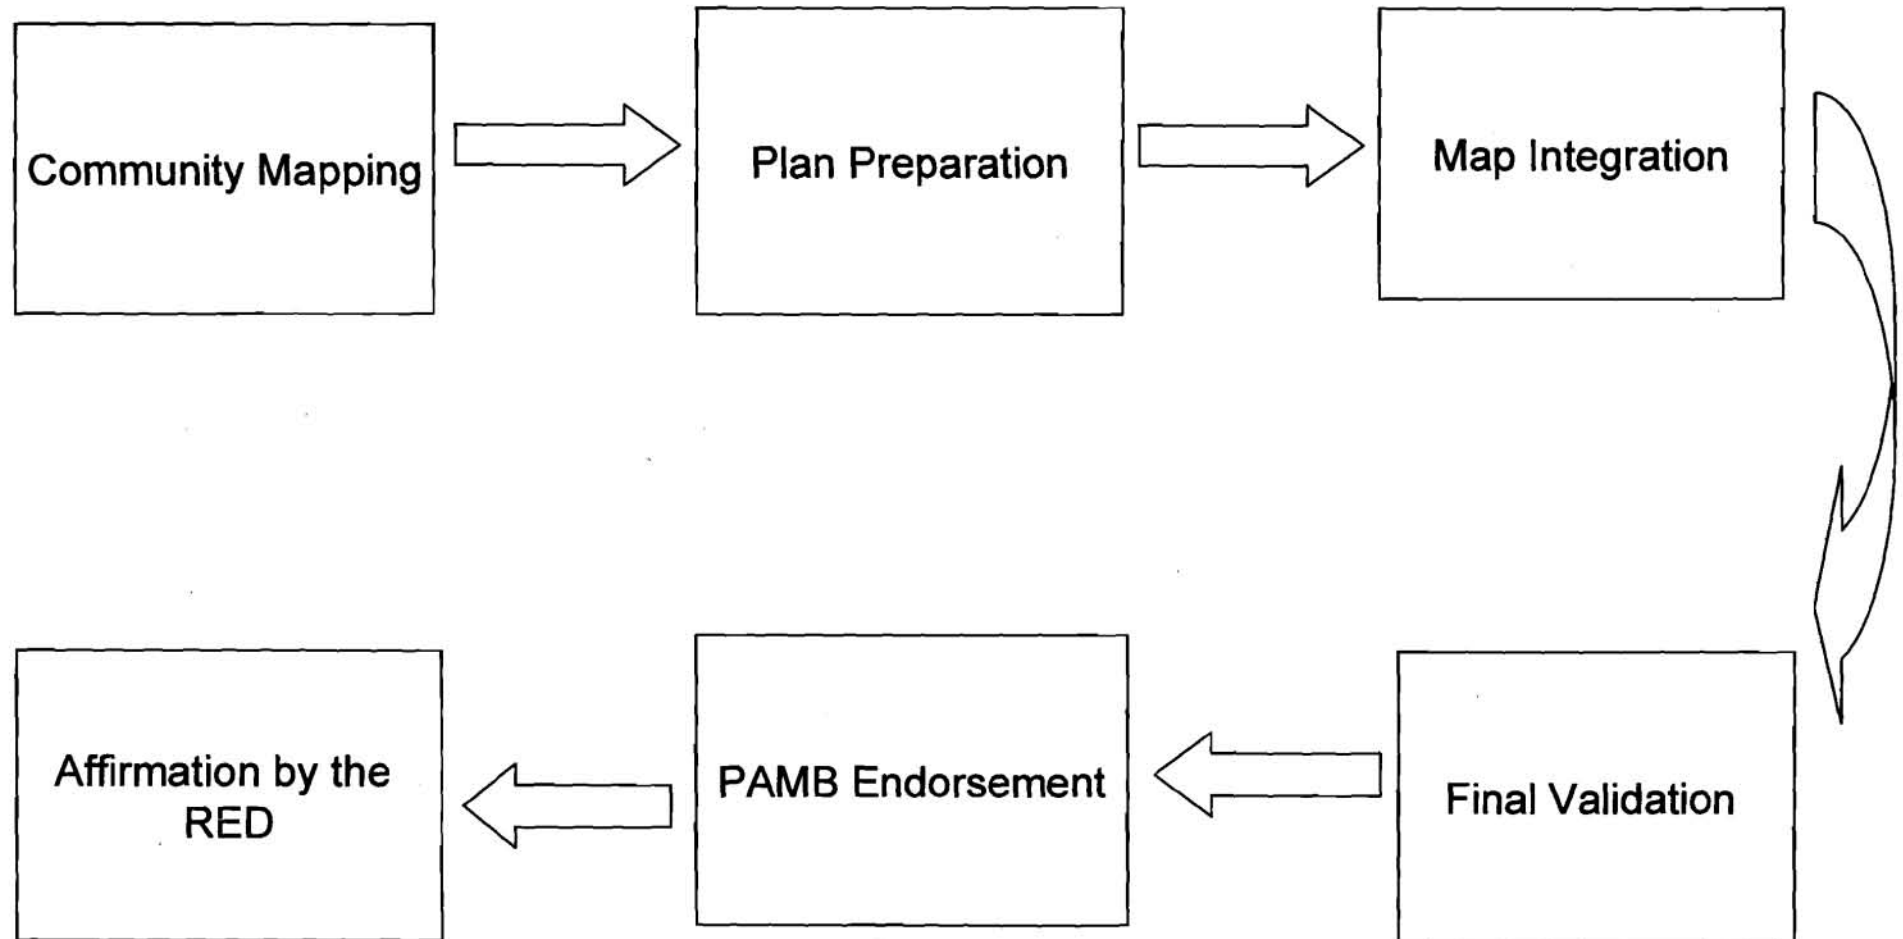 Community Mapping
Plan Preparation
Map Integration
Final Validation
PAMB Endorsement
Affirmation by the
RED